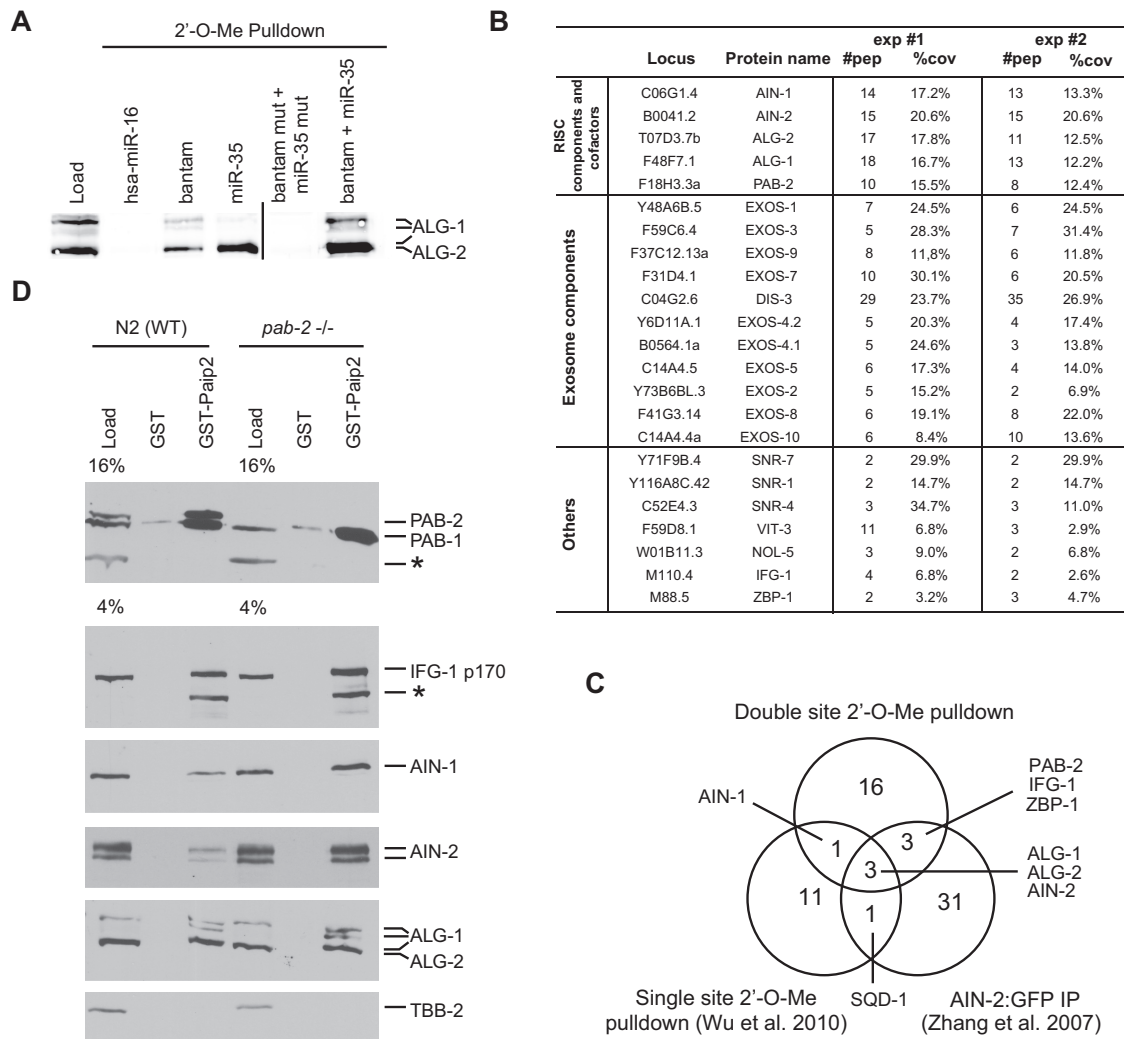 A
2'-O-Me Pulldown
Load
hsa-miR-16
bantam
miR-35
bantam mut +
miR-35 mut
bantam + miR-35
ALG-1
ALG-2
B
exp #1 exp #2
Locus Protein name #pep %cov #pep %cov
RISC
components and
cofactors
C06G1.4 AIN-1 14 17.2% 13 13.3%
B0041.2 AIN-2 15 20.6% 15 20.6%
T07D3.7b ALG-2 17 17.8% 11 12.5%
F48F7.1 ALG-1 18 16.7% 13 12.2%
F18H3.3a PAB-2 10 15.5% 8 12.4%
Exosome components
Y48A6B.5 EXOS-1 7 24.5% 6 24.5%
F59C6.4 EXOS-3 5 28.3% 7 31.4%
F37C12.13a EXOS-9 8 11,8% 6 11.8%
F31D4.1 EXOS-7 10 30.1% 6 20.5%
C04G2.6 DIS-3 29 23.7% 35 26.9%
Y6D11A.1 EXOS-4.2 5 20.3% 4 17.4%
B0564.1a EXOS-4.1 5 24.6% 3 13.8%
C14A4.5 EXOS-5 6 17.3% 4 14.0%
Y73B6BL.3 EXOS-2 5 15.2% 2 6.9%
F41G3.14 EXOS-8 6 19.1% 8 22.0%
C14A4.4a EXOS-10 6 8.4% 10 13.6%
Others
Y71F9B.4 SNR-7 2 29.9% 2 29.9%
Y116A8C.42 SNR-1 2 14.7% 2 14.7%
C52E4.3 SNR-4 3 34.7% 3 11.0%
F59D8.1 VIT-3 11 6.8% 3 2.9%
W01B11.3 NOL-5 3 9.0% 2 6.8%
M110.4 IFG-1 4 6.8% 2 2.6%
M88.5 ZBP-1 2 3.2% 3 4.7%
D
N2 (WT) pab-2 -/-
Load
GST
GST-Paip2
Load
GST
GST-Paip2
16% 16%
PAB-2
PAB-1
*
4% 4%
IFG-1 p170
*
AIN-1
AIN-2
ALG-1
ALG-2
TBB-2
C
Double site 2'-O-Me pulldown
AIN-1
16
PAB-2
IFG-1
ZBP-1
1
3
3
ALG-1
ALG-2
AIN-2
11
1
31
Single site 2'-O-Me
pulldown (Wu et al. 2010)
SQD-1
AIN-2:GFP IP
(Zhang et al. 2007)